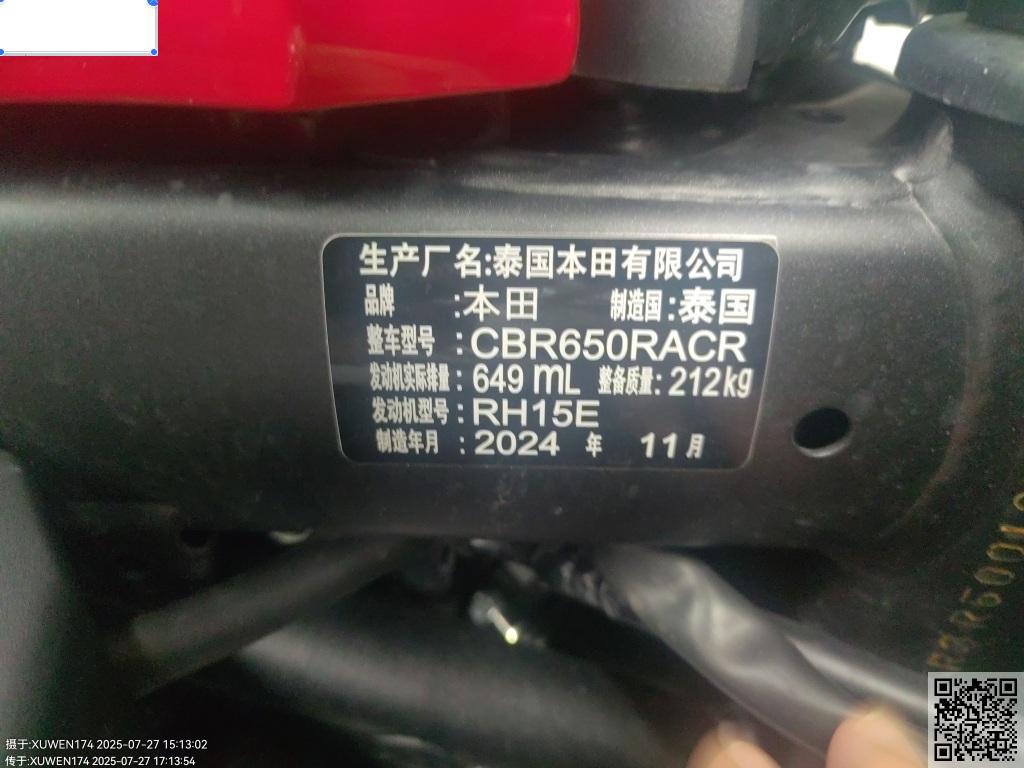 生产厂名:泰国本田有限公司
品牌 :本田 制造国:泰国
整车型号 :CBR650RACR
发动机实际排量:649 mL 整备质量:212kg
发动机型号:RH15E
制造年月 :2024 年 11月
摄于:XUWEN174 2025-07-27 15:13:02
传于:XUWEN174 2025-07-27 17:13:54